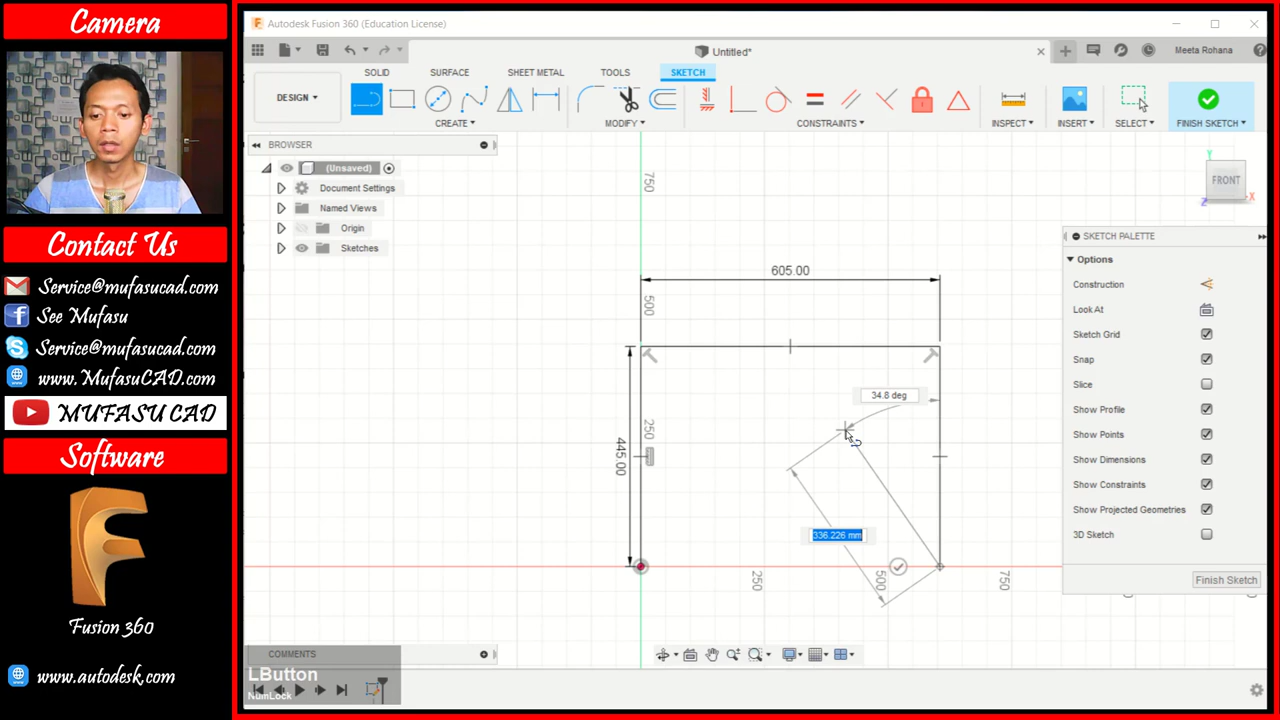 Camera
Contact Us
Service@mufasucad.com
See Mufasu
Service@mufasucad.com
www.MufasuCAD.com
MUFASU CAD
Software
Fusion 360
www.autodesk.com
Autodesk Fusion 360 (Education License)
Untitled*
Meeta Rohana
SOLID
SURFACE
SHEET METAL
TOOLS
SKETCH
DESIGN
CREATE
MODIFY
CONSTRAINTS
INSPECT
INSERT
SELECT
FINISH SKETCH
BROWSER
(Unsaved)
Document Settings
Named Views
Origin
Sketches
750
500
250
605.00
445.00
34.8 deg
336.226 mm
250
500
750
FRONT
Y
X
Z
SKETCH PALETTE
Options
Construction
Look At
Sketch Grid
Snap
Slice
Show Profile
Show Points
Show Dimensions
Show Constraints
Show Projected Geometries
3D Sketch
Finish Sketch
COMMENTS
LButton
NumLock